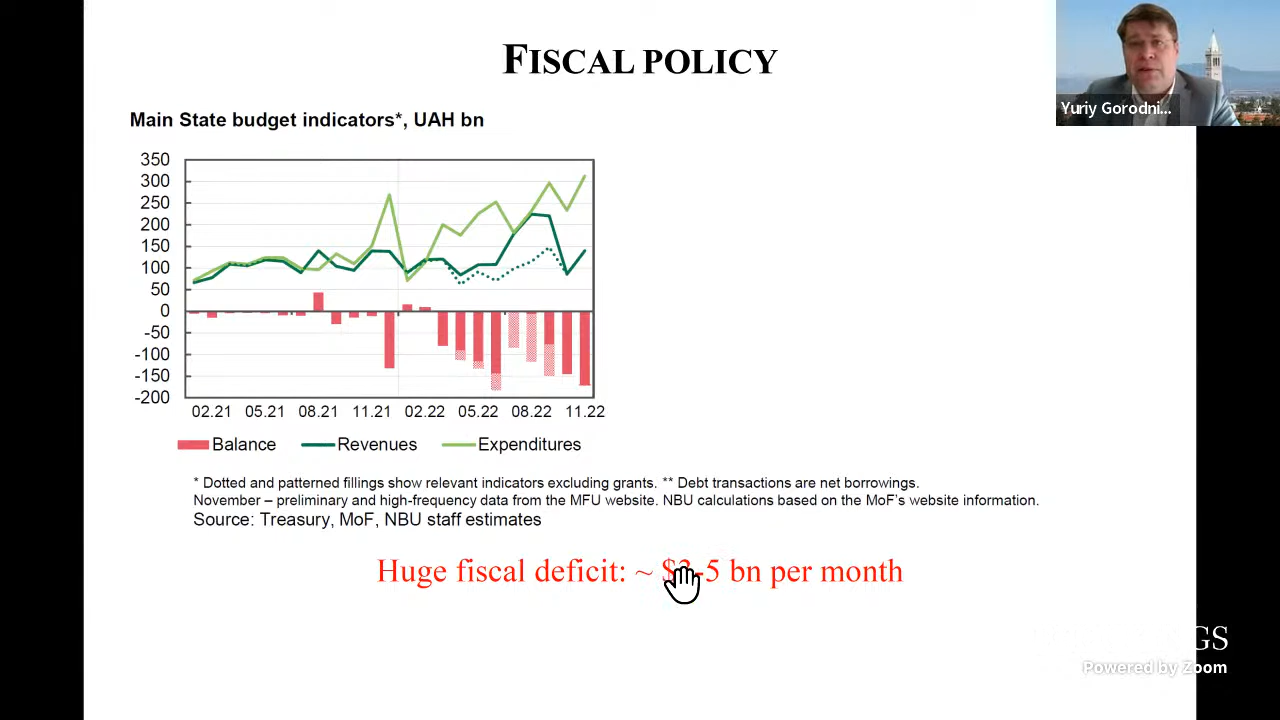 FISCAL POLICY
Yuriy Gorodni...
Main State budget indicators*, UAH bn
350
300
250
200
150
100
50
0
-50
-100
-150
-200
02.21 05.21 08.21 11.21 02.22 05.22 08.22 11.22
Balance Revenues Expenditures
* Dotted and patterned fillings show relevant indicators excluding grants. ** Debt transactions are net borrowings.
November – preliminary and high-frequency data from the MFU website. NBU calculations based on the MoF's website information.
Source: Treasury, MoF, NBU staff estimates
Huge fiscal deficit: ~ $3-5 bn per month
GS
Powered by Zoom